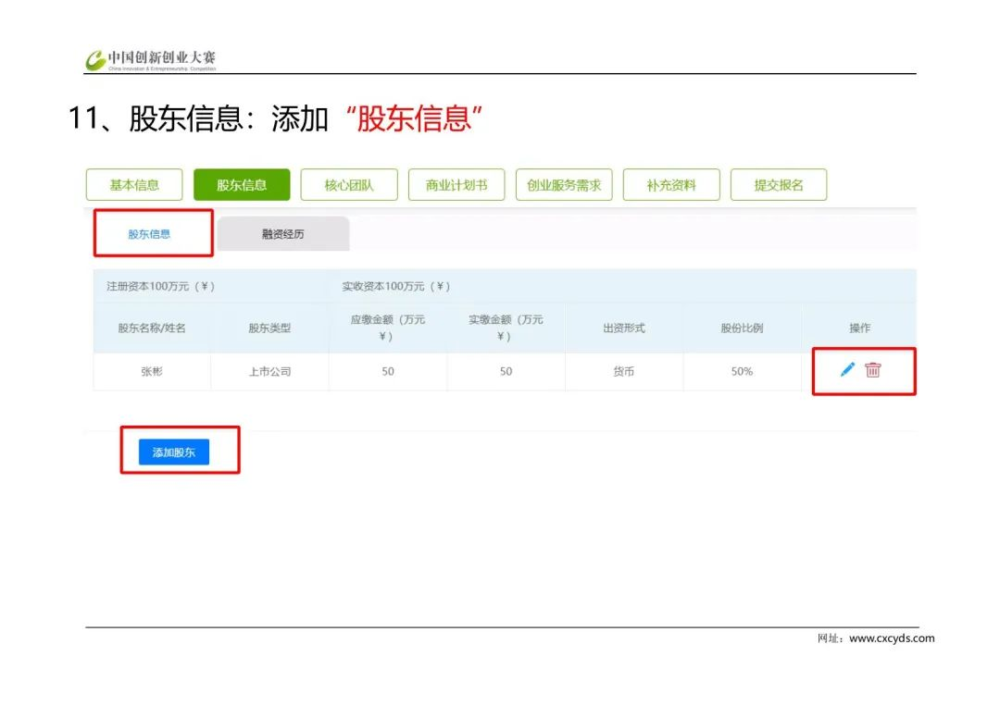 中国创新创业大赛
China Innovation & Entrepreneurship Competition
11、股东信息：添加“股东信息”
基本信息 股东信息 核心团队 商业计划书 创业服务需求 补充资料 提交报名
股东信息 融资经历
注册资本100万元（¥） 实收资本100万元（¥）
股东名称/姓名 股东类型 应缴金额（万元 实缴金额（万元 出资形式 股份比例 操作
¥） ¥）
张彬 上市公司 50 50 货币 50%
添加股东
网址：www.cxcyds.com